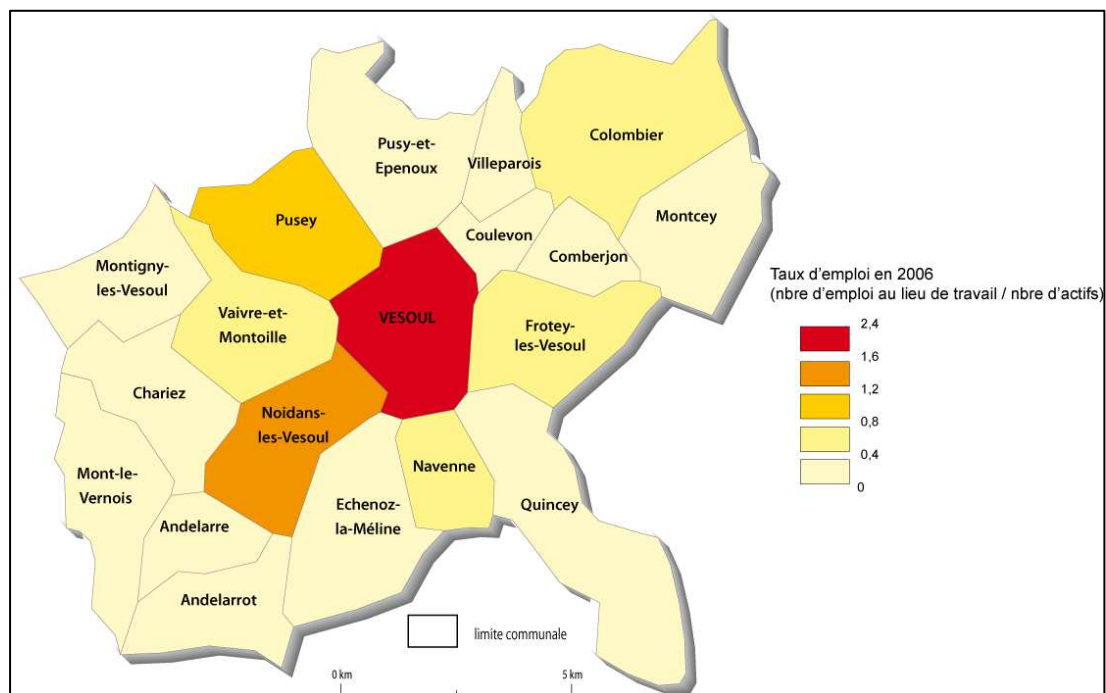 Colombier
Pusy-et-
Epenoux
Villeparois
Pusey
Montcey
Coulevon
Comberjon
Montigny-
les-Vesoul
Vaivre-et-
Montoille
VESOUL
Frotey-
les-Vesoul
Chariez
Noidans-
les-Vesoul
Mont-le-
Vernois
Navenne
Echenoz-
la-Méline
Quincey
Andelarre
Andelarrot
Taux d'emploi en 2006
(nbre d'emploi au lieu de travail / nbre d'actifs)
2,4
1,6
1,2
0,8
0,4
0
limite communale
0 km
5 km